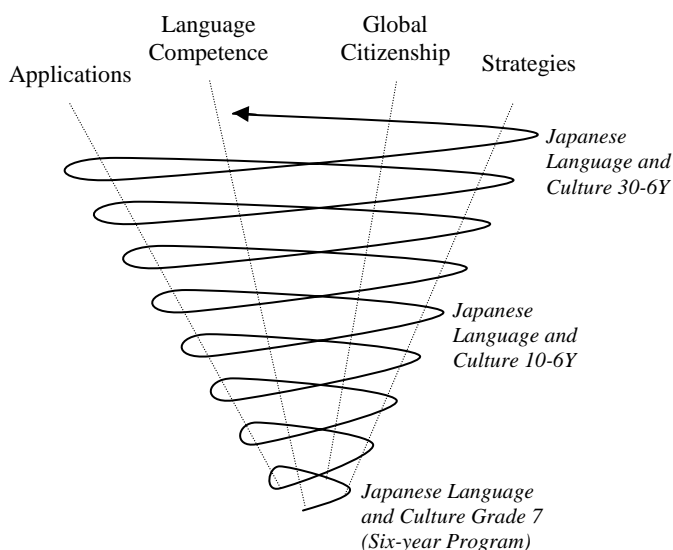 Applications
Language
Competence
Global
Citizenship
Strategies
Japanese
Language and
Culture 30-6Y
Japanese
Language and
Culture 10-6Y
Japanese Language
and Culture Grade 7
(Six-year Program)